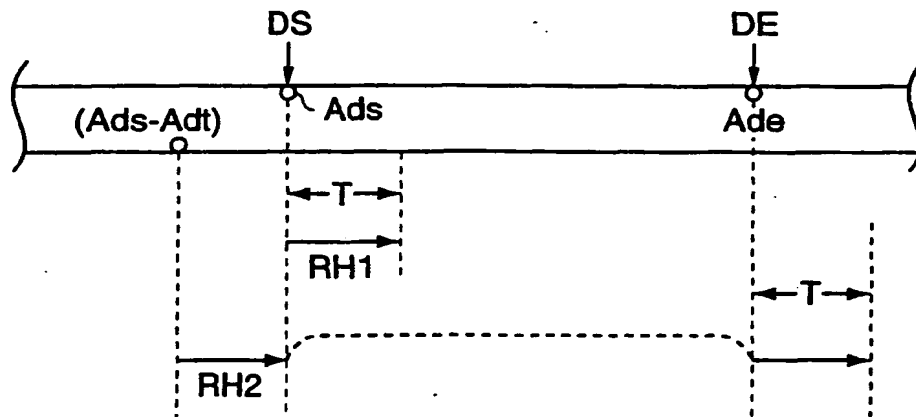 DS
DE
Ads
(Ads-Adt)
Ade
T
RH1
T
RH2